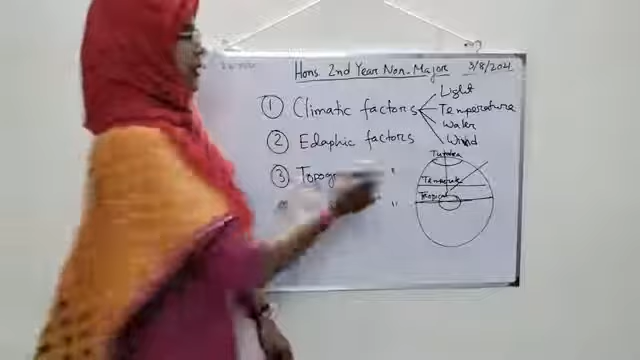 Hons 2nd Year Non-Major 3/8/2021
① Climatic factors Light
Temperature
Water
Wind
② Edaphic factors
③ Topog
Tundra
Temperate
Tropical